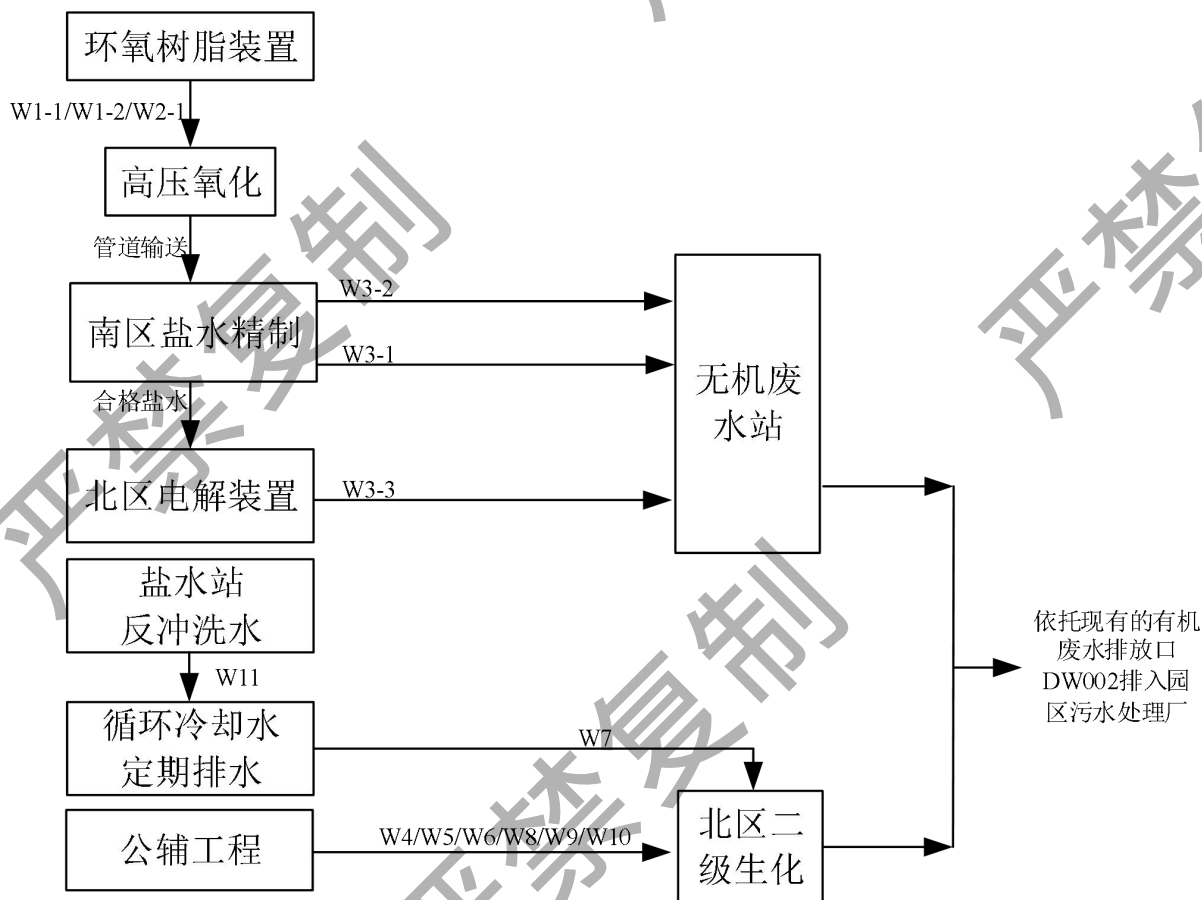 环氧树脂装置
W1-1/W1-2/W2-1
高压氧化
管道输送
南区盐水精制
W3-2
W3-1
合格盐水
北区电解装置
W3-3
无机废
水站
盐水站
反冲洗水
W11
循环冷却水
定期排水
W7
公辅工程
W4/W5/W6/W8/W9/W10
北区二
级生化
依托现有的有机
废水排放口
DW002排入园
区污水处理厂
严禁复制
严禁复制
严禁